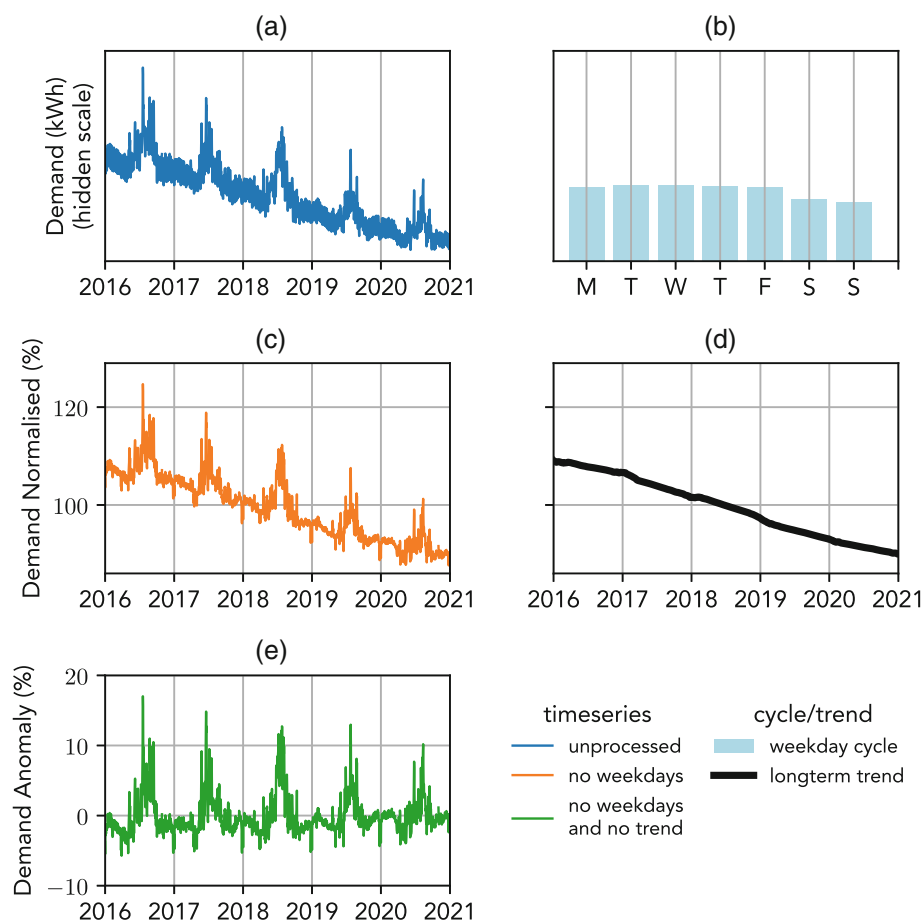 (a)
Demand (kWh)
(hidden scale)
2016 2017 2018 2019 2020 2021
(b)
M T W T F S S
(c)
Demand Normalised (%)
120
100
2016 2017 2018 2019 2020 2021
(d)
2016 2017 2018 2019 2020 2021
(e)
Demand Anomaly (%)
20
10
0
−10
2016 2017 2018 2019 2020 2021
timeseries
unprocessed
no weekdays
no weekdays
and no trend
cycle/trend
weekday cycle
longterm trend